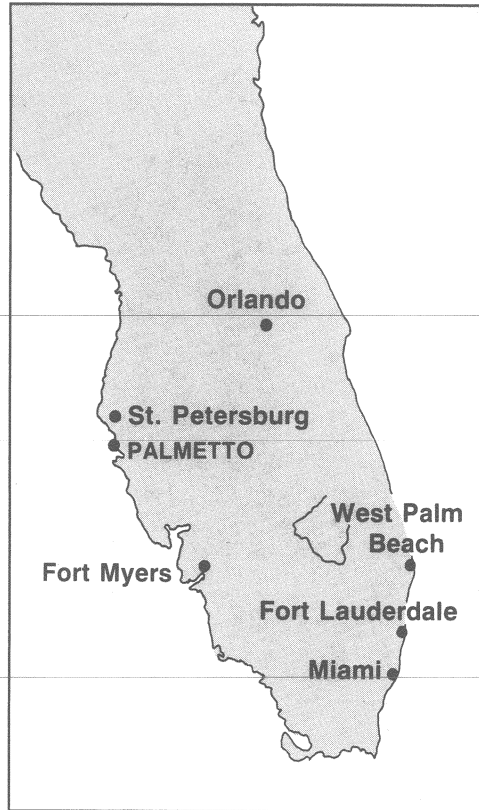 Orlando
St. Petersburg
PALMETTO
West Palm
Beach
Fort Myers
Fort Lauderdale
Miami